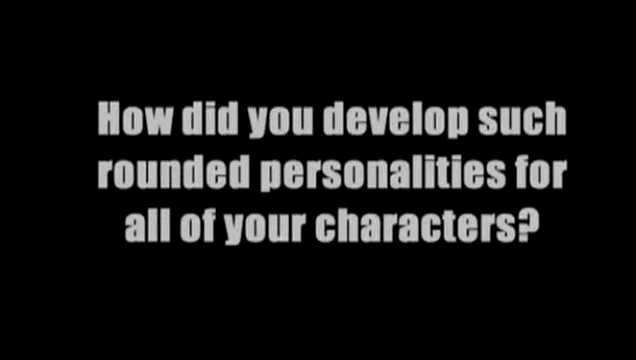 How did you develop such
rounded personalities for
all of your characters?